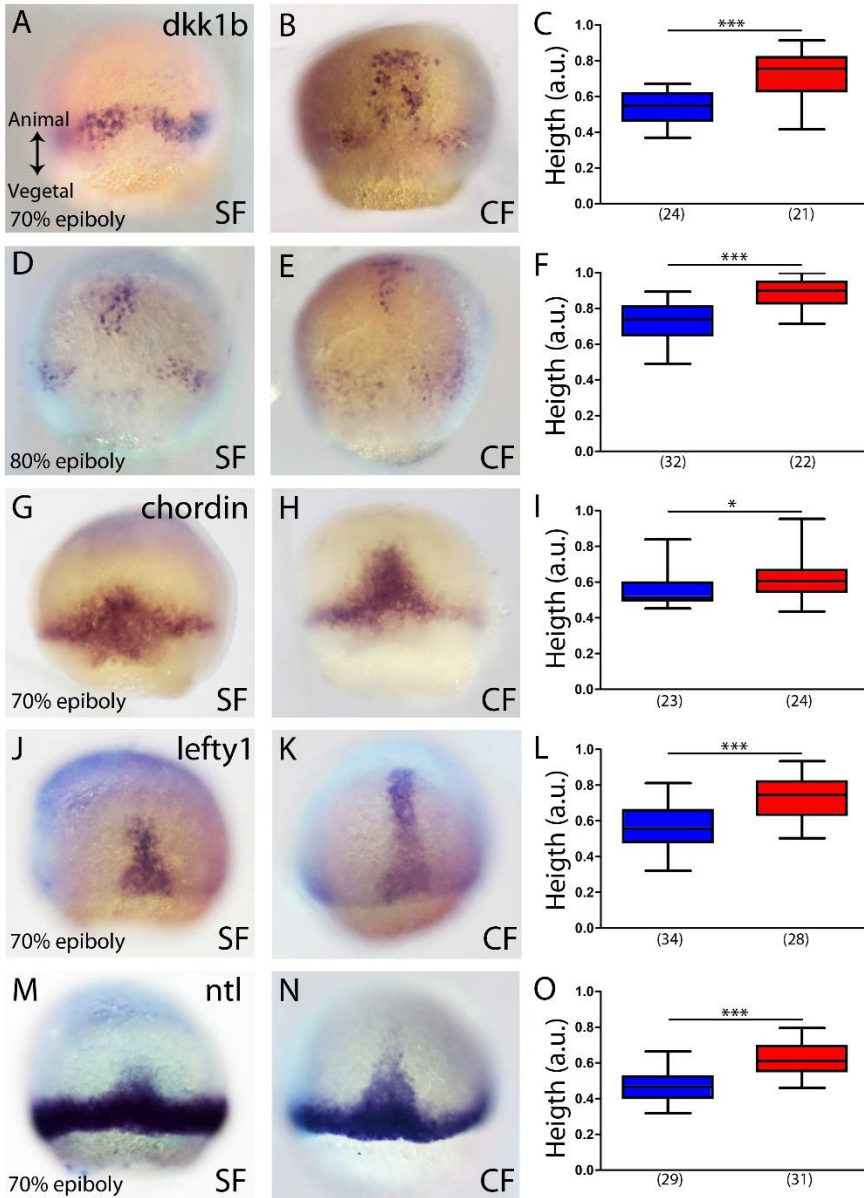 A dkk1b
Animal
Vegetal
70% epiboly SF
B
CF
C
***
Heigth (a.u.)
1.0
0.8
0.6
0.4
0.2
0.0
(24) (21)
D
80% epiboly SF
E
CF
F
***
Heigth (a.u.)
1.0
0.8
0.6
0.4
0.2
0.0
(32) (22)
G chordin
70% epiboly SF
H
CF
I
*
Heigth (a.u.)
1.0
0.8
0.6
0.4
0.2
0.0
(23) (24)
J lefty1
70% epiboly SF
K
CF
L
***
Heigth (a.u.)
1.0
0.8
0.6
0.4
0.2
0.0
(34) (28)
M ntl
70% epiboly SF
N
CF
O
***
Heigth (a.u.)
1.0
0.8
0.6
0.4
0.2
0.0
(29) (31)